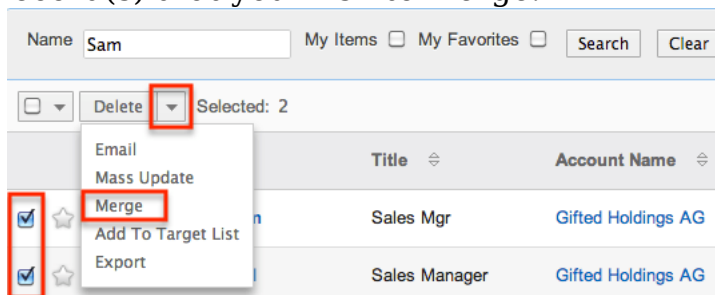 Name Sam My Items My Favorites Search Clear
Delete Selected: 2
Email
Mass Update
Merge
Add To Target List
Export
Title Account Name
Sales Mgr Gifted Holdings AG
Sales Manager Gifted Holdings AG